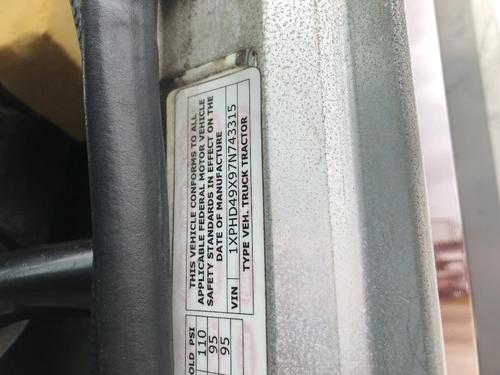 THIS VEHICLE CONFORMS TO ALL
APPLICABLE FEDERAL MOTOR VEHICLE
SAFETY STANDARDS IN EFFECT ON THE
DATE OF MANUFACTURE
VIN 1XPHD49X97N743315
TYPE VEH. TRUCK TRACTOR
OLD PSI
110
95
95